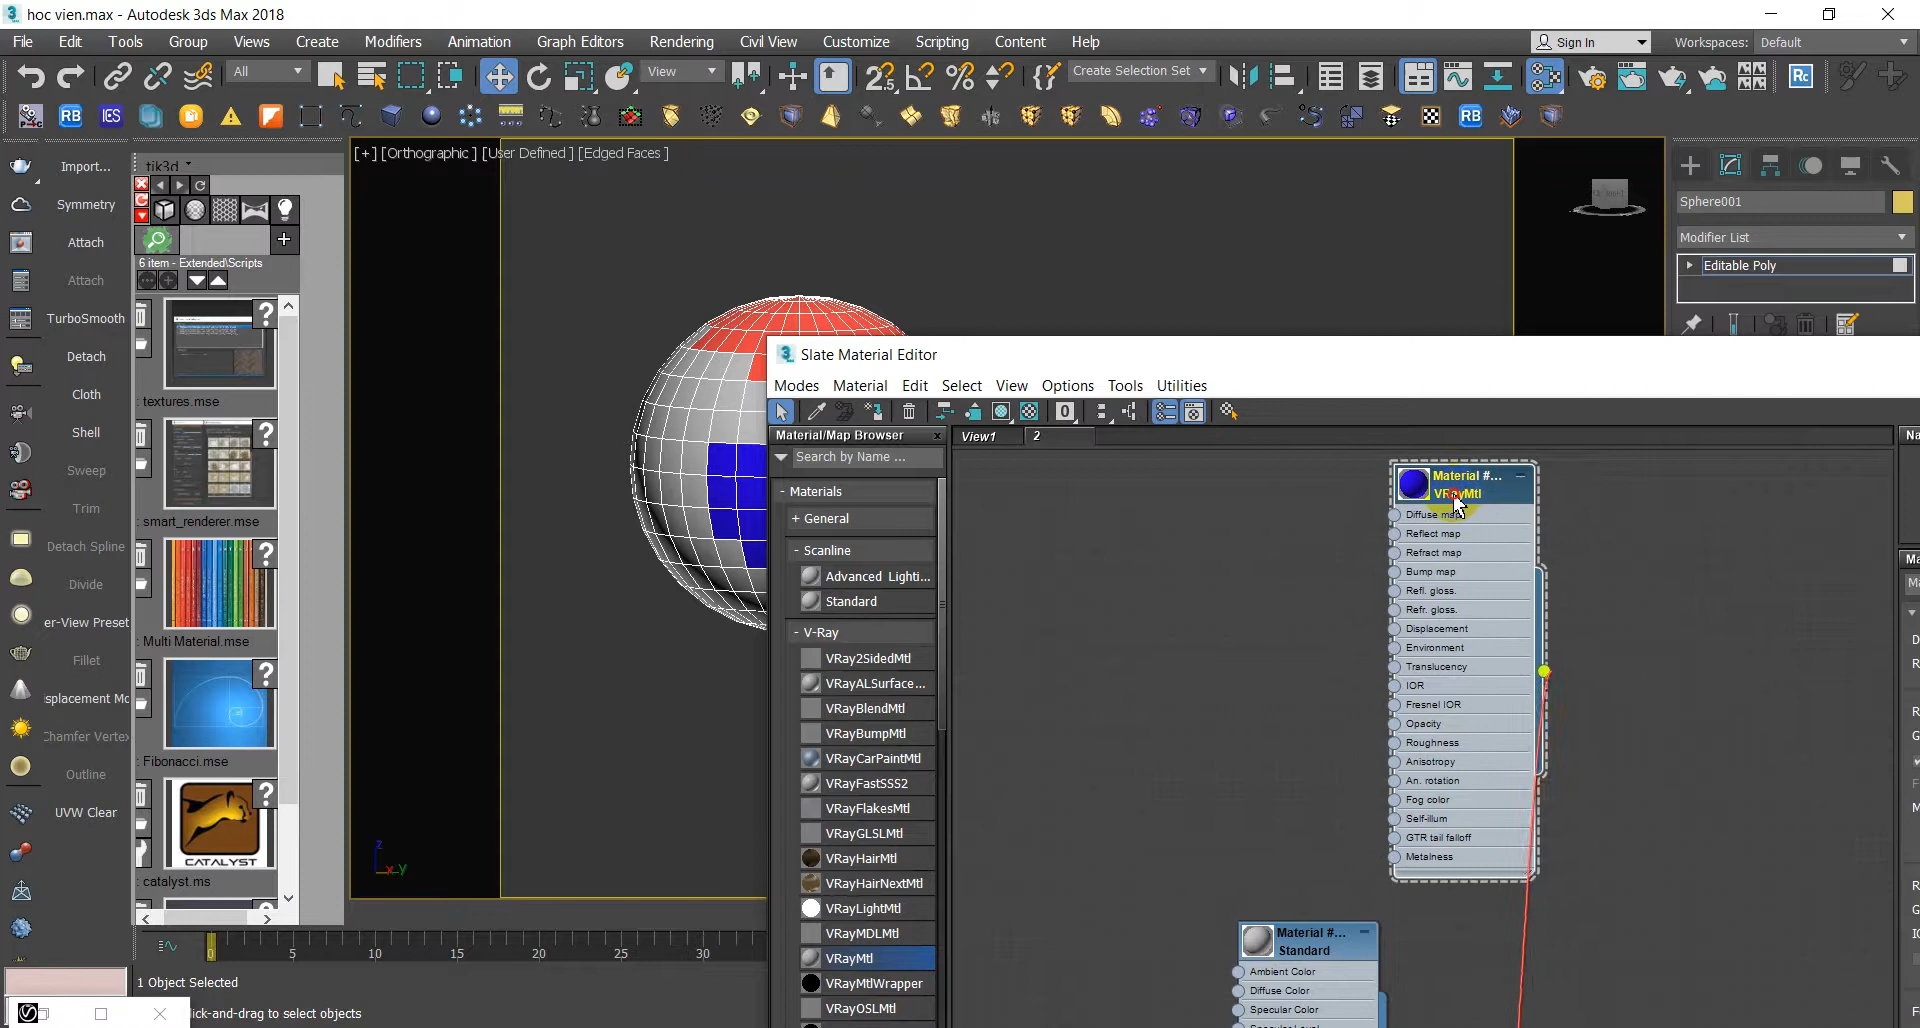 hoc vien.max - Autodesk 3ds Max 2018
File Edit Tools Group Views Create Modifiers Animation Graph Editors Rendering Civil View Customize Scripting Content Help
Sign In
Workspaces: Default
All
View
Create Selection Set
Rc
RB
IES
RB
[+] [Orthographic ] [User Defined ] [Edged Faces ]
Import...
Symmetry
Attach
Attach
TurboSmooth
Detach
Cloth
Shell
Sweep
Trim
Detach Spline
Divide
er-View Preset
Fillet
splacement Mo
Chamfer Vertex
Outline
UVW Clear
tik3d
6 item - Extended\Scripts
: textures.mse
: smart_renderer.mse
: Multi Material.mse
: Fibonacci.mse
CATALYST
: catalyst.ms
Sphere001
Modifier List
Editable Poly
Slate Material Editor
Modes Material Edit Select View Options Tools Utilities
Material/Map Browser x
Search by Name ...
- Materials
+ General
- Scanline
Advanced Lighti...
Standard
- V-Ray
VRay2SidedMtl
VRayALSurface...
VRayBlendMtl
VRayBumpMtl
VRayCarPaintMtl
VRayFastSSS2
VRayFlakesMtl
VRayGLSLMtl
VRayHairMtl
VRayHairNextMtl
VRayLightMtl
VRayMDLMtl
VRayMtl
VRayMtlWrapper
VRayOSLMtl
View1
2
Material #...
VRayMtl
Diffuse map
Reflect map
Refract map
Bump map
Refl. gloss.
Refr. gloss.
Displacement
Environment
Translucency
IOR
Fresnel IOR
Opacity
Roughness
Anisotropy
An. rotation
Fog color
Self-illum
GTR tail falloff
Metalness
Material #...
Standard
Ambient Color
Diffuse Color
Specular Color
z
x y
0 5 10 15 20 25 30
1 Object Selected
lick-and-drag to select objects